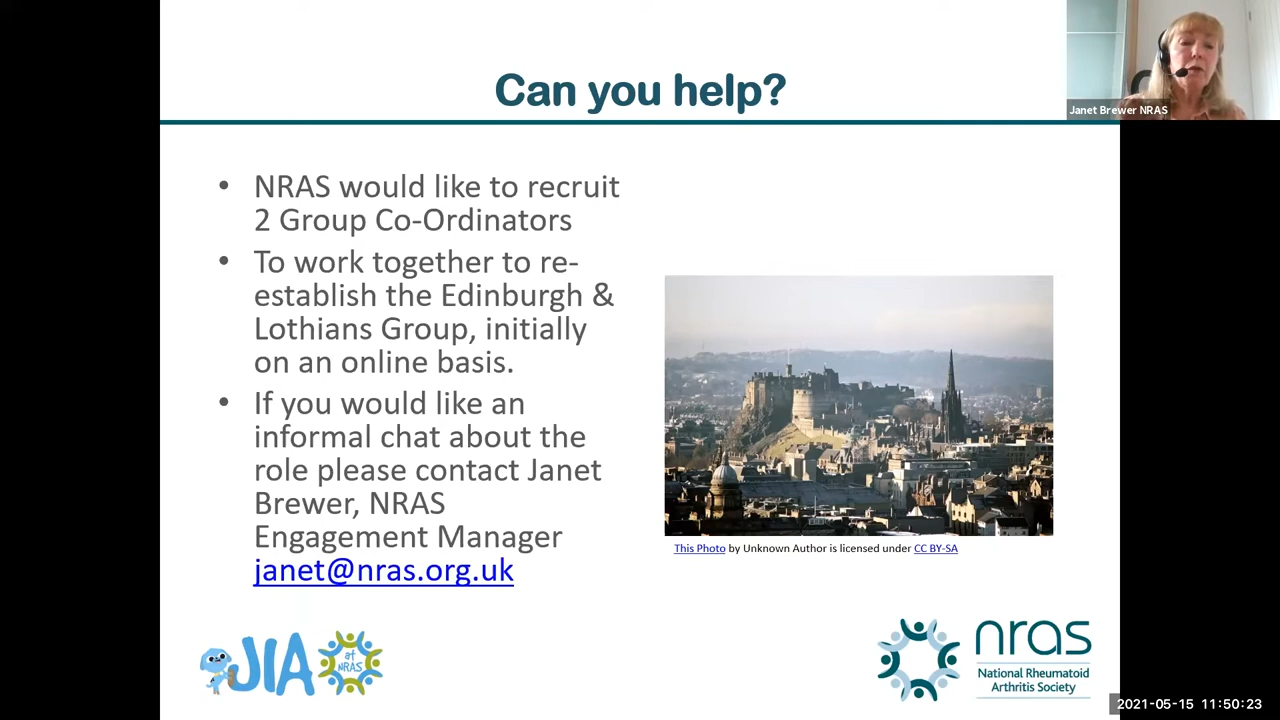 Can you help?
Janet Brewer NRAS
• NRAS would like to recruit
2 Group Co-Ordinators
• To work together to re-
establish the Edinburgh &
Lothians Group, initially
on an online basis.
• If you would like an
informal chat about the
role please contact Janet
Brewer, NRAS
Engagement Manager
janet@nras.org.uk
This Photo by Unknown Author is licensed under CC BY-SA
JIA
at
NRAS
nras
National Rheumatoid
Arthritis Society
2021-05-15 11:50:23